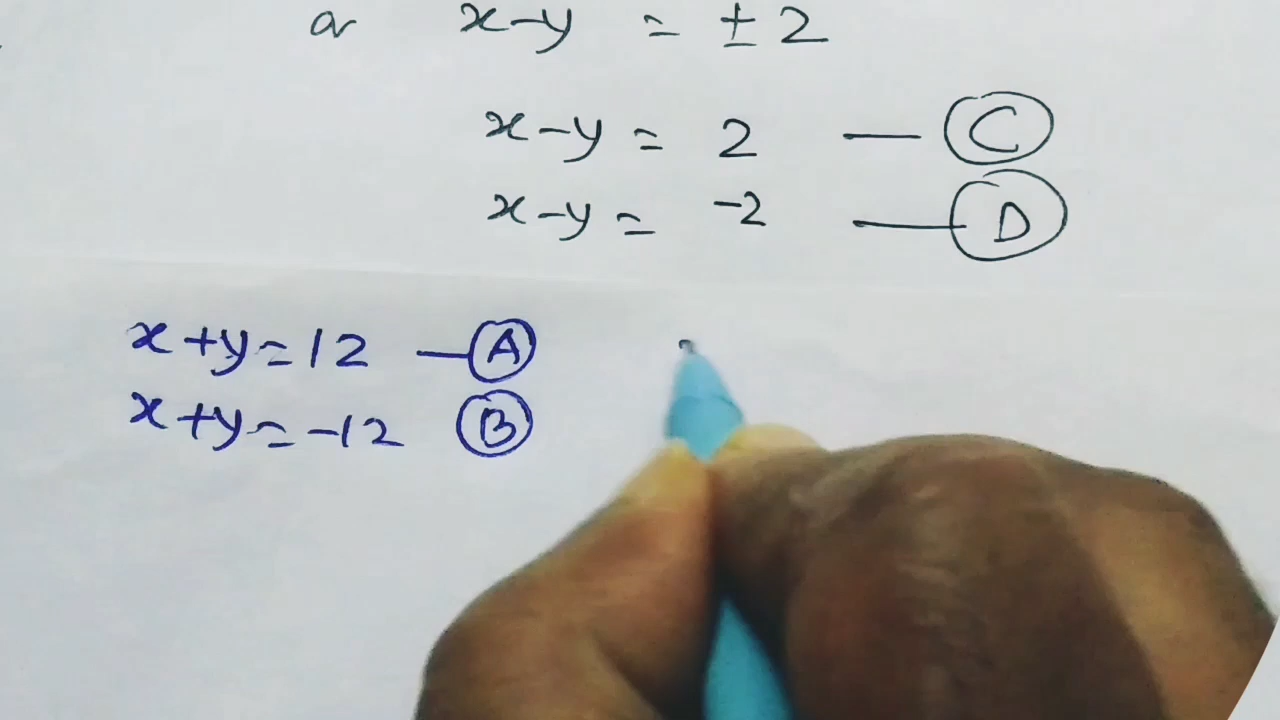 or x-y = ± 2
x-y = 2 — C
x-y = -2 — D
x+y=12 — A
x+y=-12 B